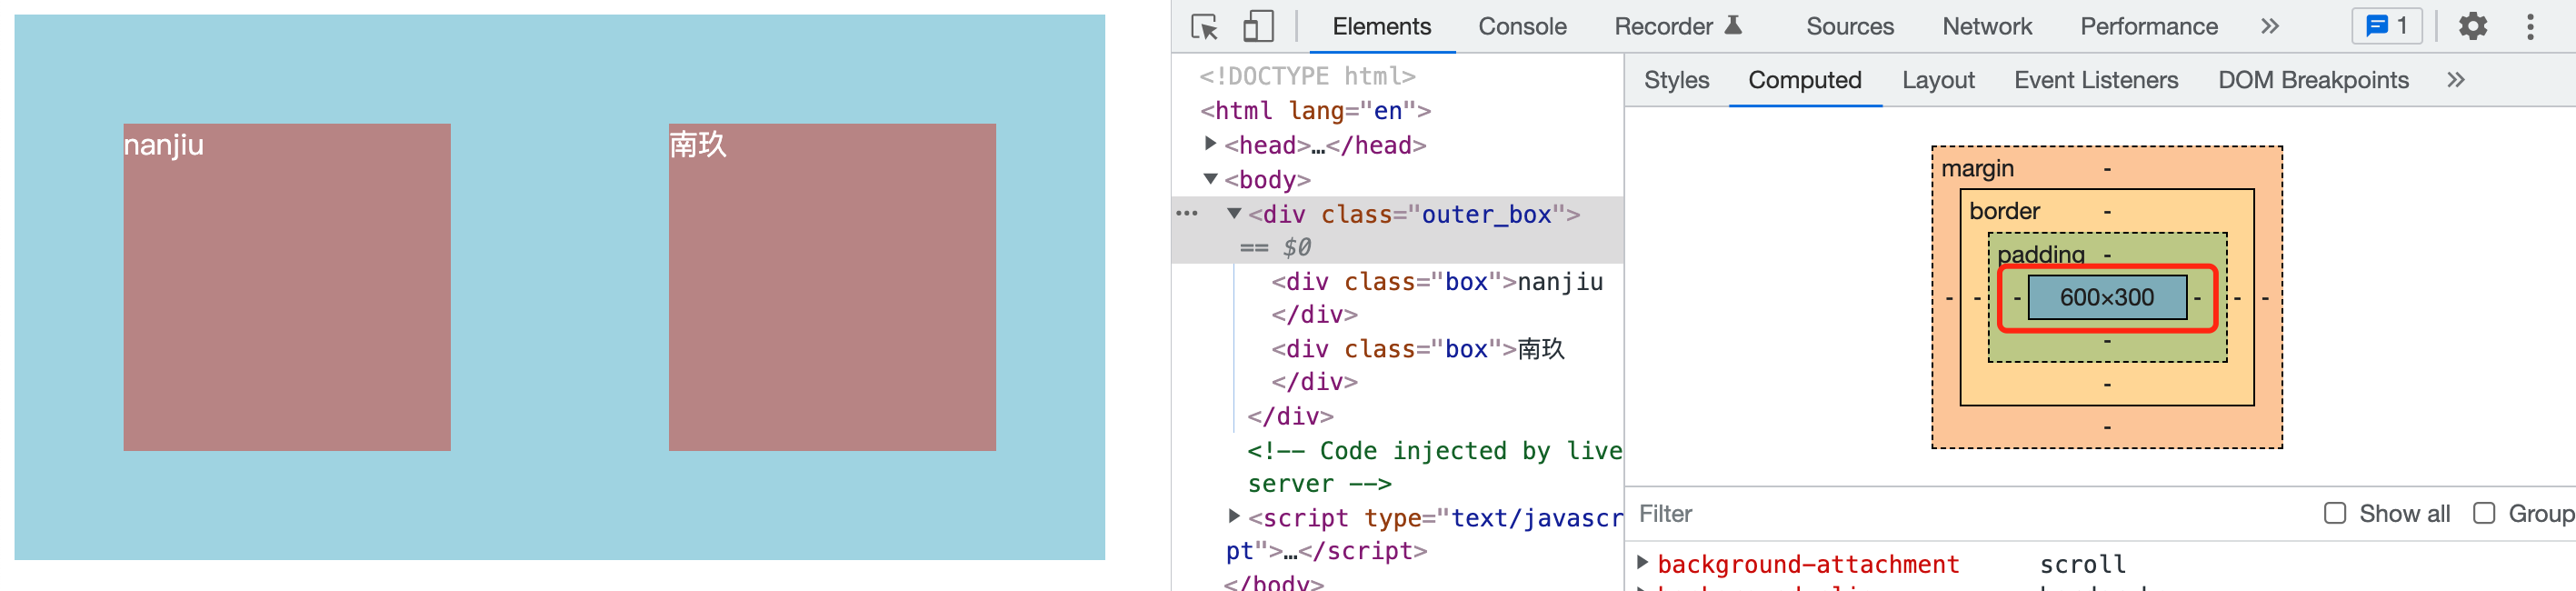 nanjiu
南玖
Elements Console Recorder Sources Network Performance » 1
<!DOCTYPE html>
<html lang="en">
<head>…</head>
<body>
<div class="outer_box">
== $0
<div class="box">nanjiu
</div>
<div class="box">南玖
</div>
</div>
<!-- Code injected by live
server -->
<script type="text/javascr
pt">…</script>
</body>
Styles Computed Layout Event Listeners DOM Breakpoints »
margin -
border -
padding -
- - - 600×300 - - -
-
-
-
Filter Show all Group
background-attachment scroll